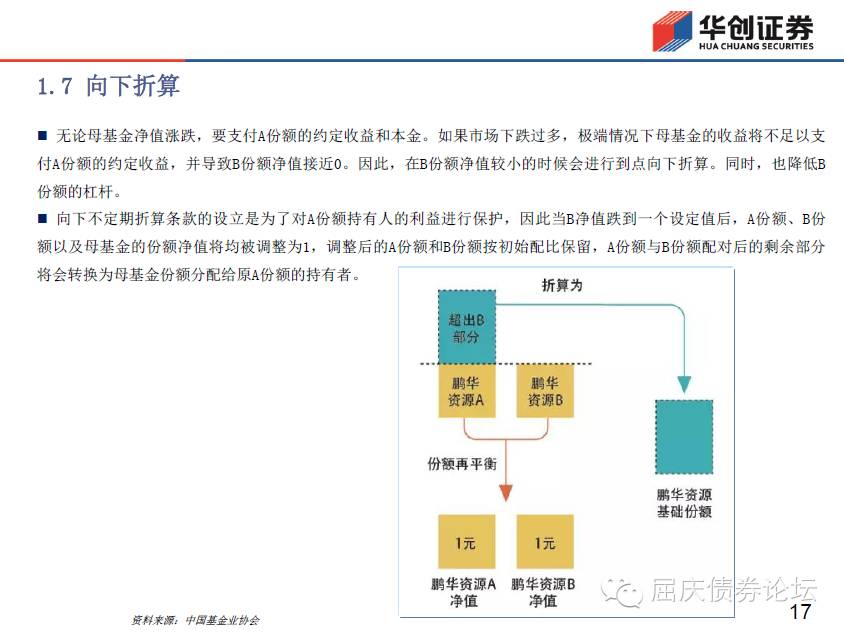 华创证券
HUA CHUANG SECURITIES
1.7 向下折算
■ 无论母基金净值涨跌，要支付A份额的约定收益和本金。如果市场下跌过多，极端情况下母基金的收益将不足以支
付A份额的约定收益，并导致B份额净值接近0。因此，在B份额净值较小的时候会进行到点向下折算。同时，也降低B
份额的杠杆。
■ 向下不定期折算条款的设立是为了对A份额持有人的利益进行保护，因此当B净值跌到一个设定值后，A份额、B份
额以及母基金的份额净值将均被调整为1，调整后的A份额和B份额按初始配比保留，A份额与B份额配对后的剩余部分
将会转换为母基金份额分配给原A份额的持有者。
折算为
超出B
部分
鹏华
资源A
鹏华
资源B
份额再平衡
鹏华资源
基础份额
1元
1元
鹏华资源A
净值
鹏华资源B
净值
屈庆债券论坛
17
资料来源：中国基金业协会